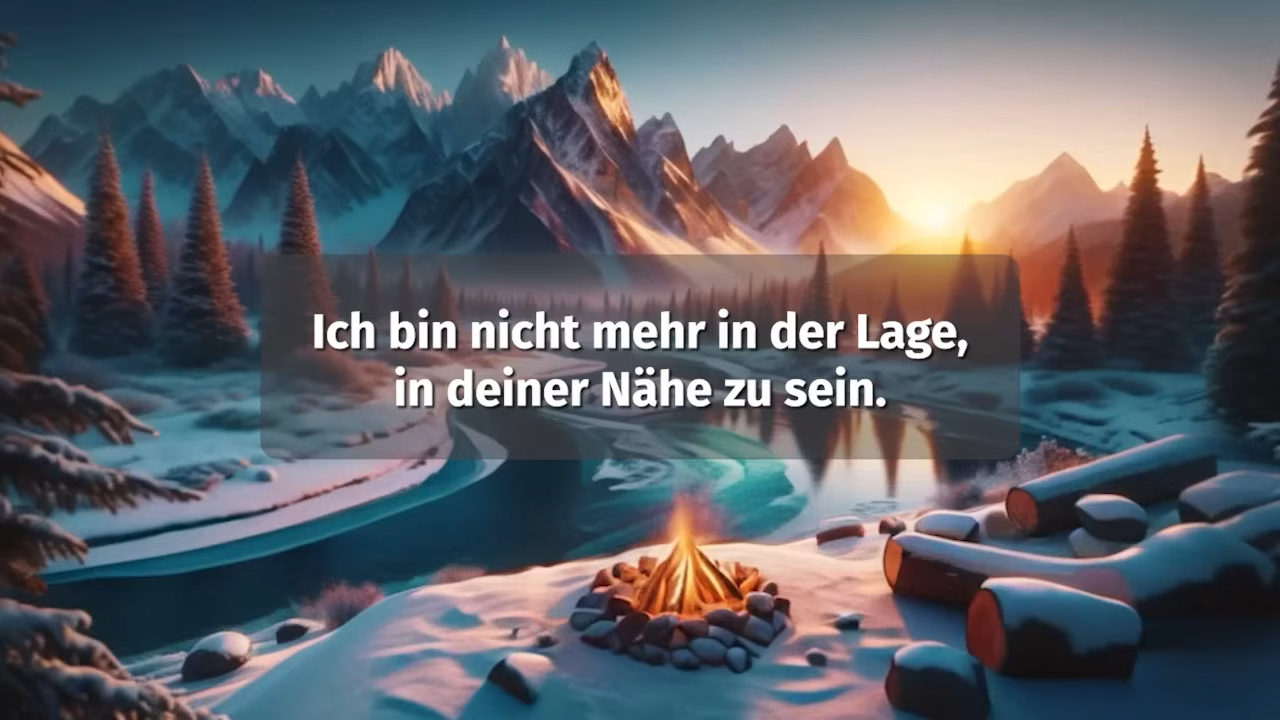 Ich bin nicht mehr in der Lage,
in deiner Nähe zu sein.